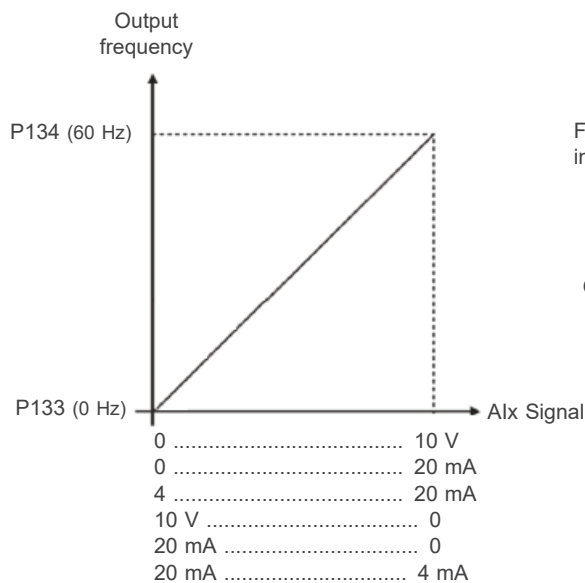 Output
frequency
P134 (60 Hz)
P133 (0 Hz)
AIx Signal
0 ................................... 10 V
0 ................................... 20 mA
4 ................................... 20 mA
10 V ................................ 0
20 mA .............................. 0
20 mA ............................ 4 mA